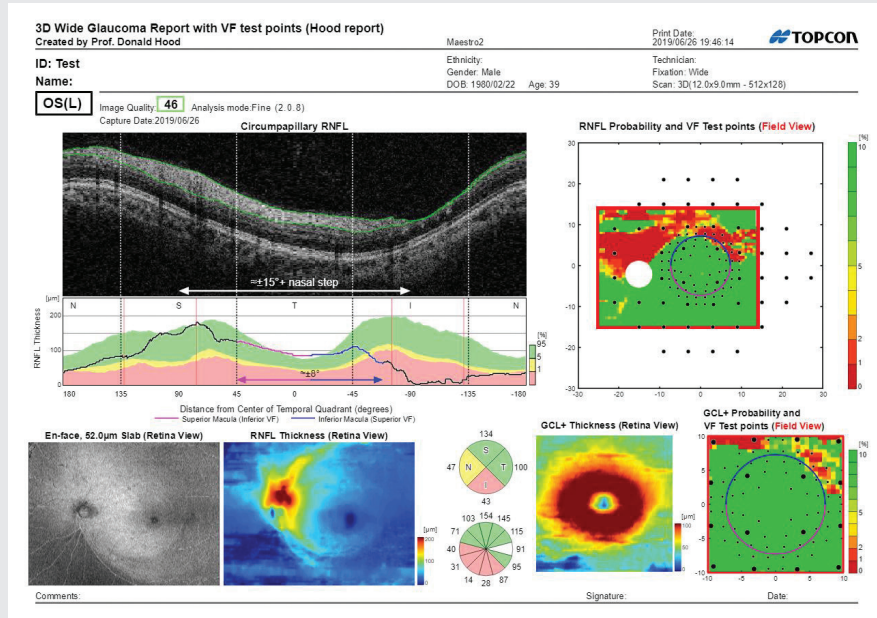 3D Wide Glaucoma Report with VF test points (Hood report)
Created by Prof. Donald Hood
Maestro2
Print Date:
2019/06/26 19:46:14
TOPCON
ID: Test
Name:
Ethnicity:
Gender: Male
DOB: 1980/02/22 Age: 39
Technician:
Fixation: Wide
Scan: 3D(12.0x9.0mm - 512x128)
OS(L)
Image Quality: 46 Analysis mode:Fine (2.0.8)
Capture Date:2019/06/26
Circumpapillary RNFL
≈±15°+ nasal step
[μm]
N S T I N
200
100
0
RNFL Thickness
≈±8°
[%]
95
5
1
180 135 90 45 0 -45 -90 -135 -180
Distance from Center of Temporal Quadrant (degrees)
Superior Macula (Inferior VF) Inferior Macula (Superior VF)
RNFL Probability and VF Test points (Field View)
[%]
30
20
10
0
-10
-20
-30
-30 -20 -10 0 10 20 30
10
5
2
1
0
En-face, 52.0μm Slab (Retina View)
RNFL Thickness (Retina View)
[μm]
200
100
0
134
47 S N T I 100
43
103 154 145
71 115
40 91
31 95
14 28 87
GCL+ Thickness (Retina View)
[μm]
100
50
0
GCL+ Probability and
VF Test points (Field View)
[%]
10
5
0
-5
-10
-10 -5 0 5 10
10
5
2
1
0
Comments:
Signature:
Date: